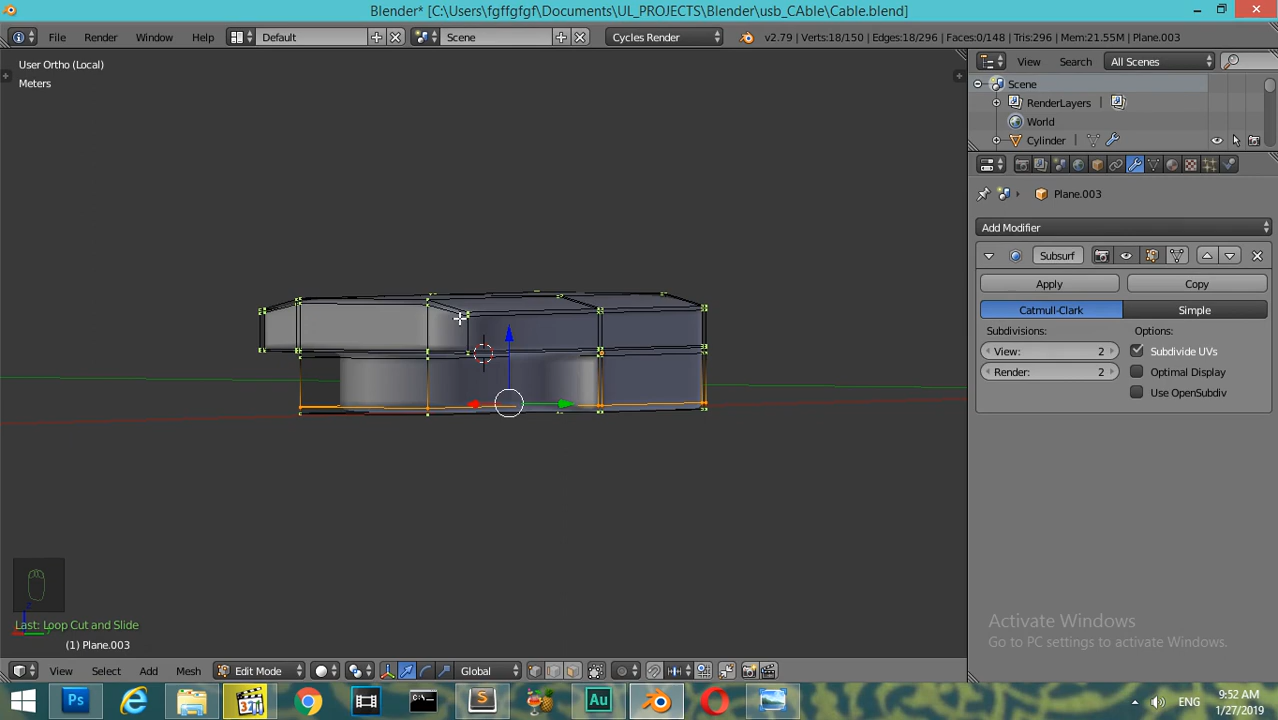 Blender* [C:\Users\fgffgfgf\Documents\UL_PROJECTS\Blender\usb_CAble\Cable.blend]
File Render Window Help Default Scene Cycles Render v2.79 | Verts:18/150 | Edges:18/296 | Faces:0/148 | Tris:296 | Mem:21.55M | Plane.003
User Ortho (Local)
Meters
View Search All Scenes
Scene
RenderLayers
World
Cylinder
Plane.003
Add Modifier
Subsurf
Apply Copy
Catmull-Clark Simple
Subdivisions: Options:
View: 2 Subdivide UVs
Render: 2 Optimal Display
Use OpenSubdiv
Last: Loop Cut and Slide
(1) Plane.003
Activate Windows
Go to PC settings to activate Windows.
View Select Add Mesh Edit Mode Global
Ps
321
S
Au
ENG
9:52 AM
1/27/2019